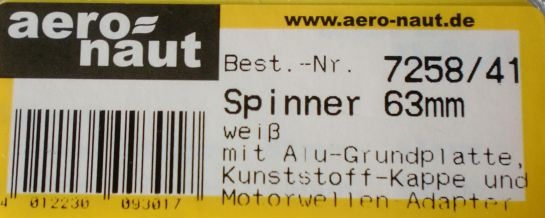 aero-
naut
www.aero-naut.de
Best.-Nr. 7258/41
Spinner 63mm
weiß
mit Alu-Grundplatte,
Kunststoff-Kappe und
Motorwellen Adapter
4 012230 093017